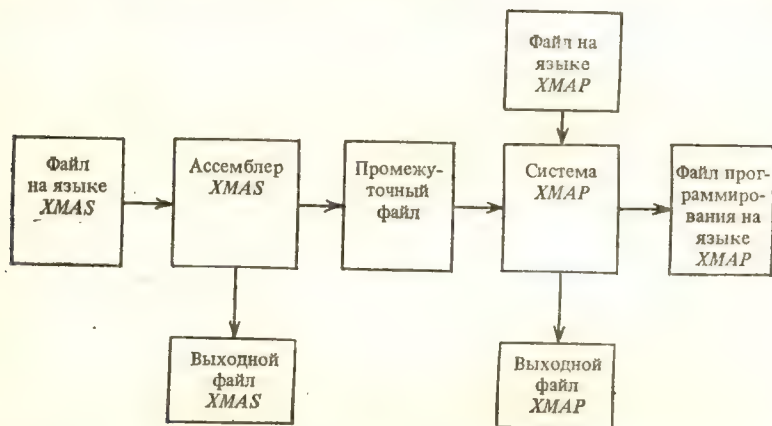 Файл на
языке
XMAP
Файл
на языке
XMAS
Ассемблер
XMAS
Промежу-
точный
файл
Система
XMAP
Файл прог-
раммиро-
вания на
языке
XMAP
Выходной
файл
XMAS
Выходной
файл
XMAP